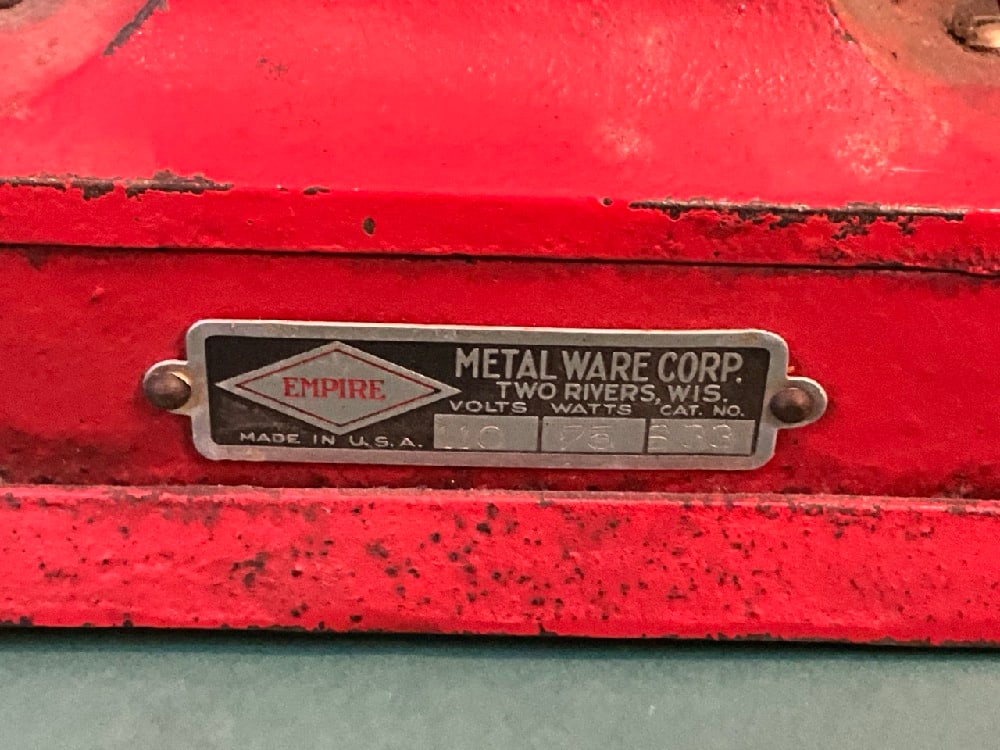 EMPIRE
MADE IN U.S.A.
METAL WARE CORP.
TWO RIVERS, WIS.
VOLTS WATTS CAT. NO.
110 75